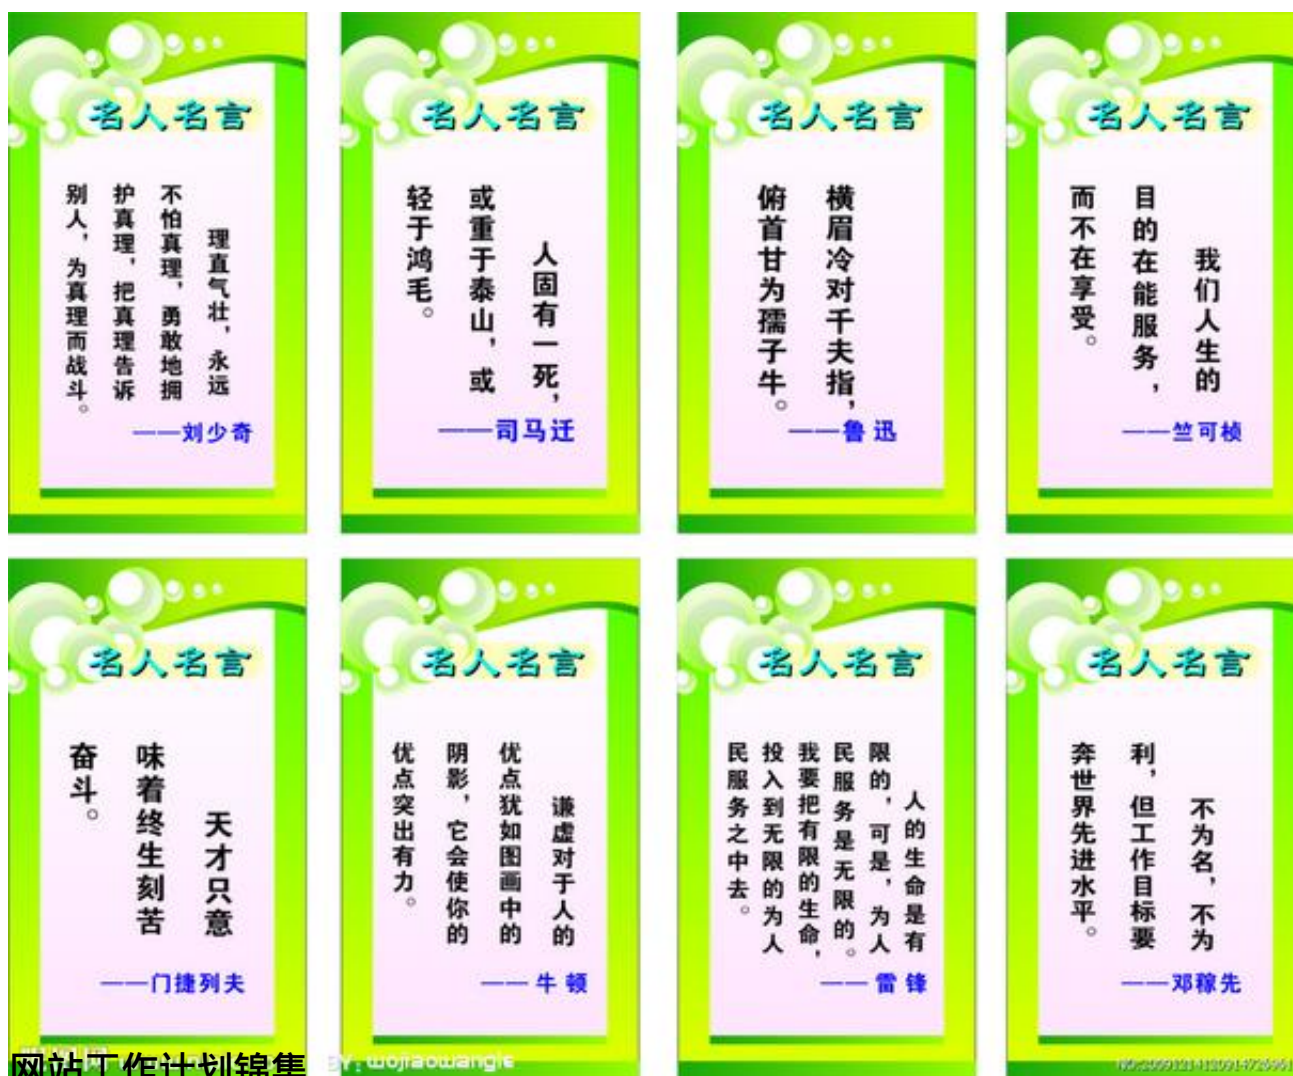 名人名言
理直气壮，永远
不怕真理，勇敢地拥
护真理，把真理告诉
别人，为真理而战斗。
——刘少奇
名人名言
人固有一死，
或重于泰山，或
轻于鸿毛。
——司马迁
名人名言
横眉冷对千夫指，
俯首甘为孺子牛。
——鲁 迅
名人名言
我们人生的
目的在能服务，
而不在享受。
——竺可桢
名人名言
天才只意
味着终生刻苦
奋斗。
——门捷列夫
名人名言
谦虚对于人的
优点犹如图画中的
阴影，它会使你的
优点突出有力。
—— 牛 顿
名人名言
人的生命是有
限的，可是，为人
民服务是无限的。
我要把有限的生命，
投入到无限的为人
民服务之中去。
—— 雷 锋
名人名言
不为名，不为
利，但工作目标要
奔世界先进水平。
——邓稼先
网站工作计划锦集
BY: wojiaowangle